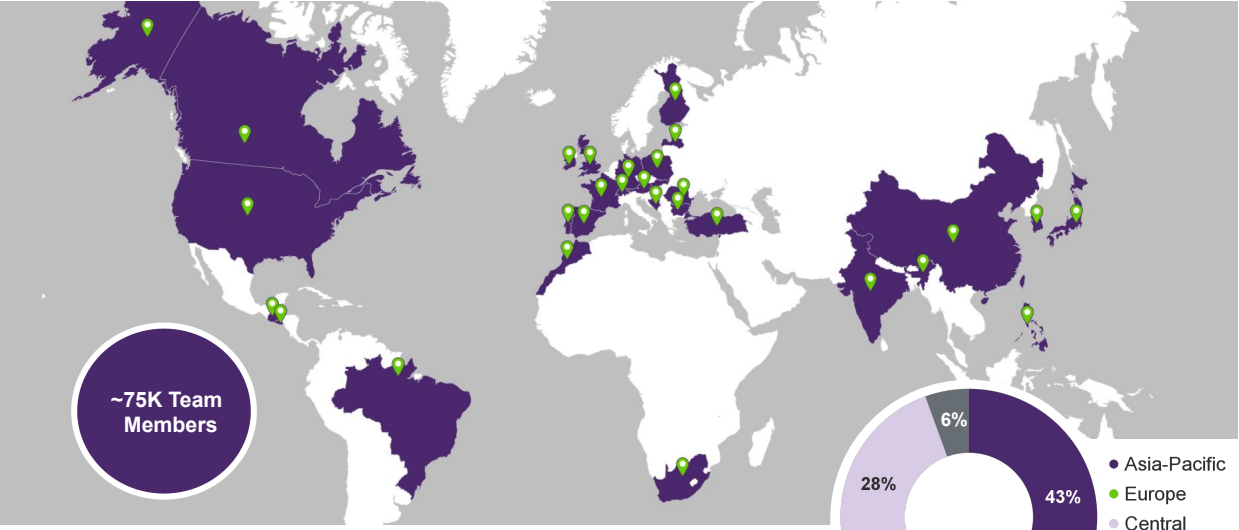 ~75K Team
Members
6%
28%
43%
Asia-Pacific
Europe
Central